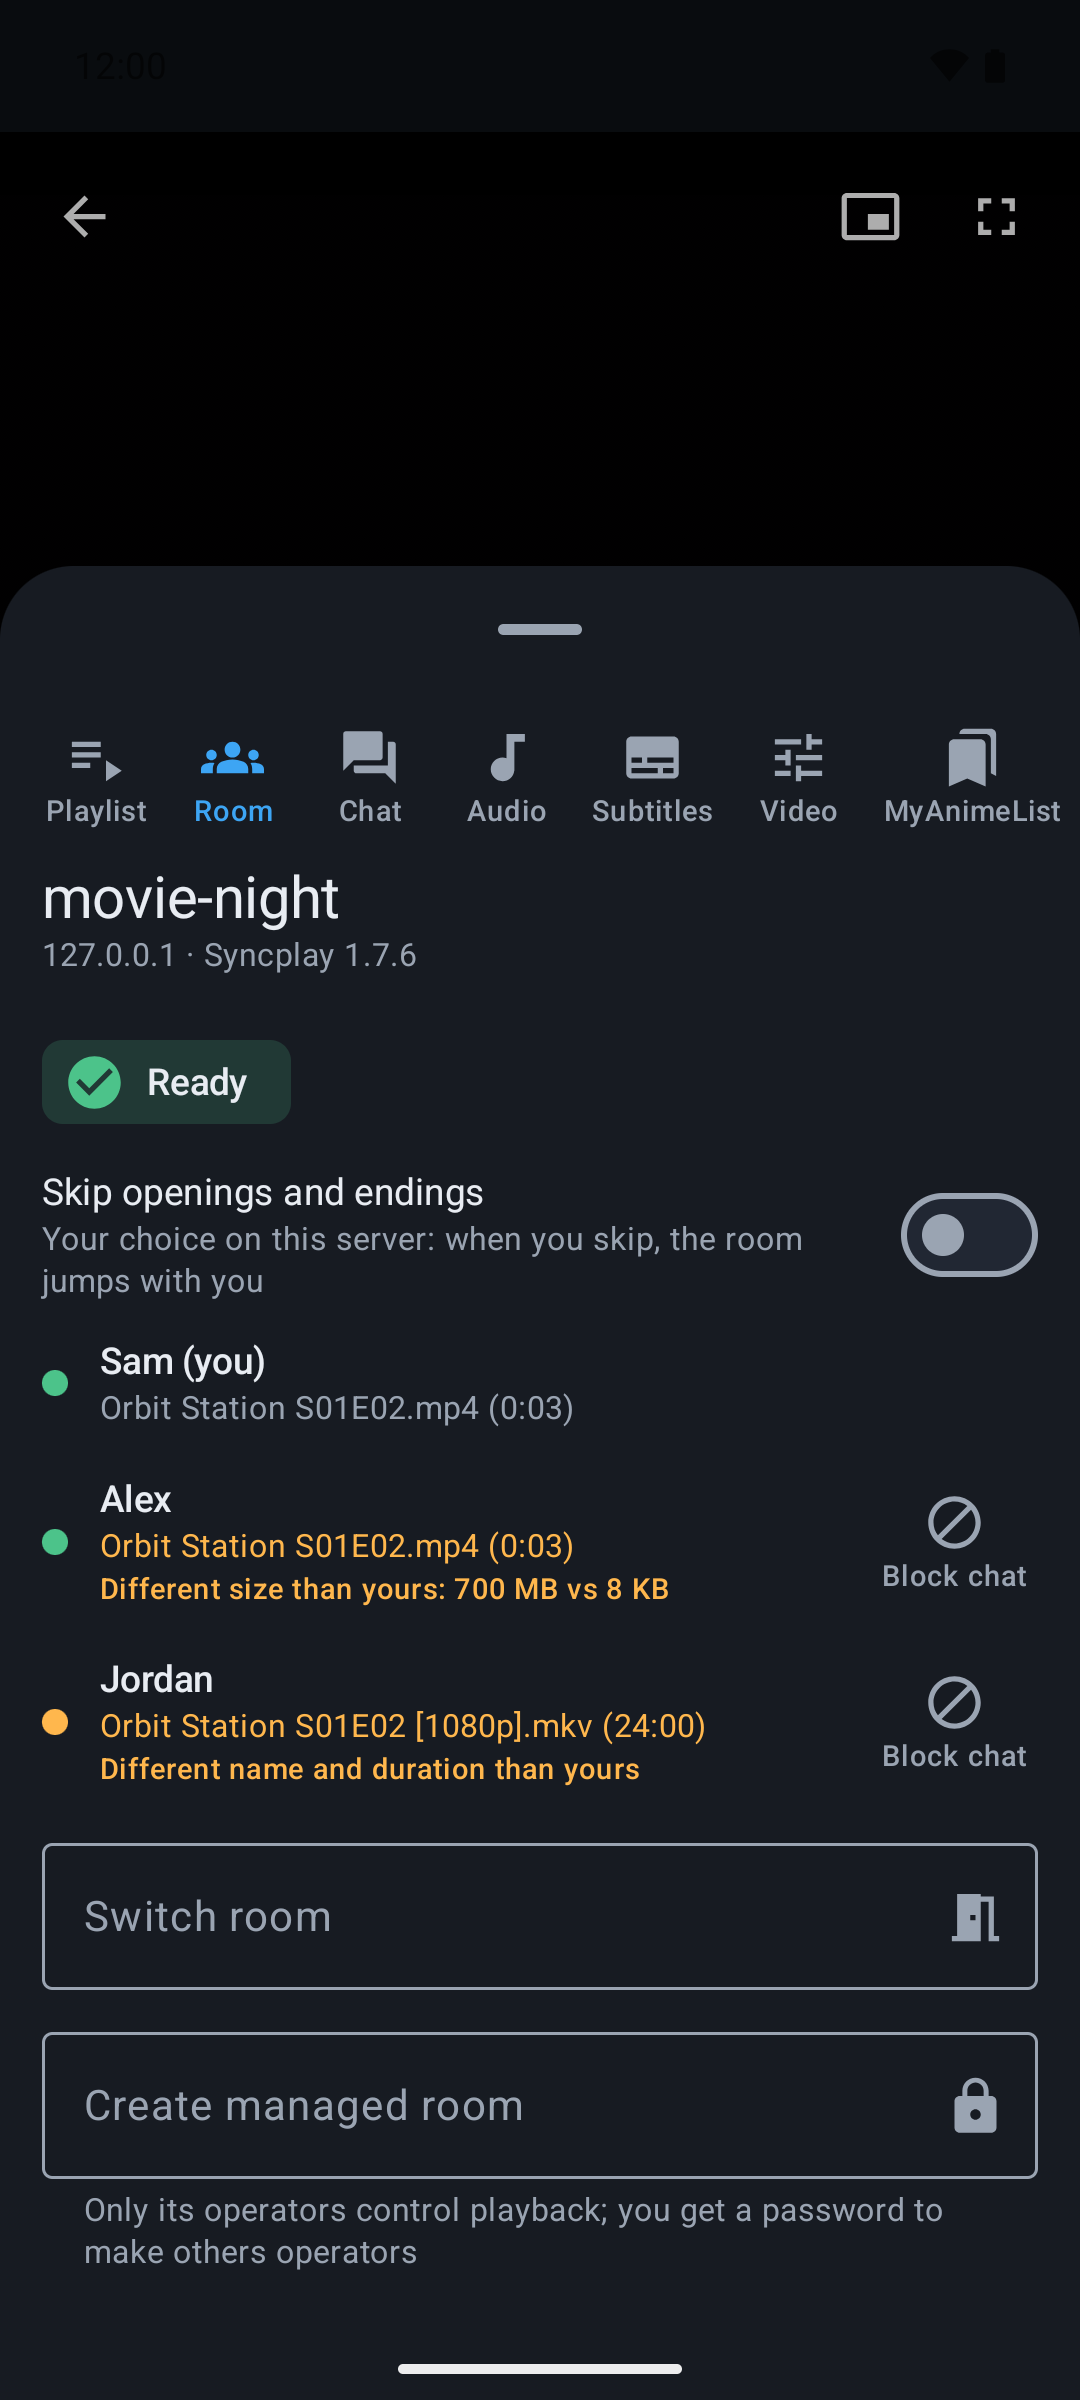 12:00
Playlist
Room
Chat
Audio
Subtitles
Video
MyAnimeList
movie-night
127.0.0.1 · Syncplay 1.7.6
Ready
Skip openings and endings
Your choice on this server: when you skip, the room
jumps with you
Sam (you)
Orbit Station S01E02.mp4 (0:03)
Alex
Orbit Station S01E02.mp4 (0:03)
Different size than yours: 700 MB vs 8 KB
Block chat
Jordan
Orbit Station S01E02 [1080p].mkv (24:00)
Different name and duration than yours
Block chat
Switch room
Create managed room
Only its operators control playback; you get a password to
make others operators